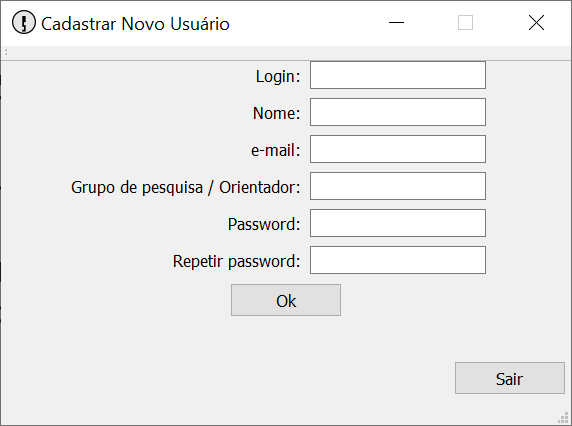 Cadastrar Novo Usuário
Login:
Nome:
e-mail:
Grupo de pesquisa / Orientador:
Password:
Repetir password:
Ok
Sair